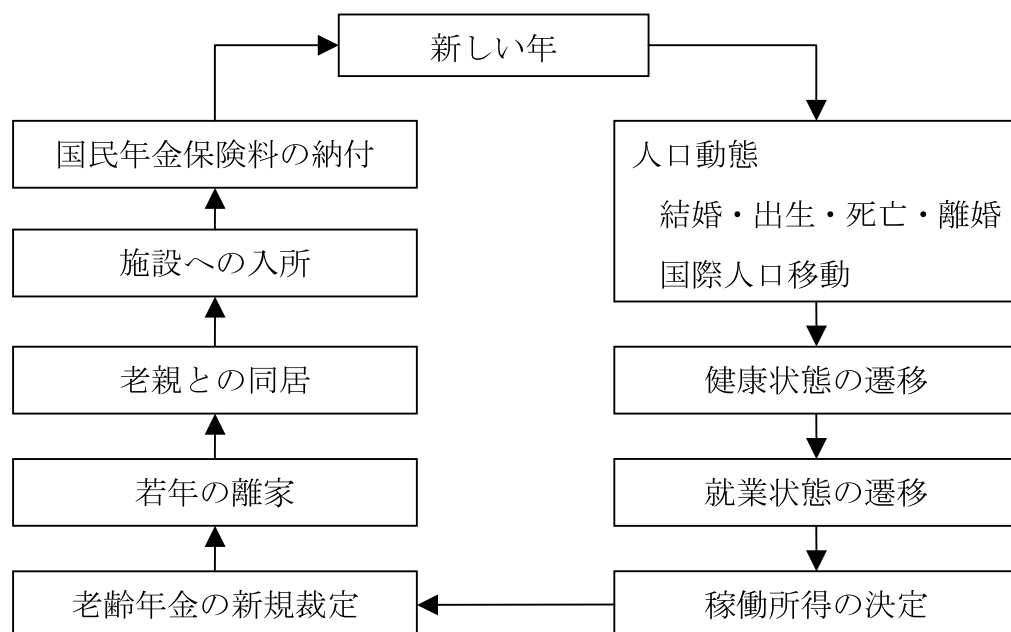 新しい年
人口動態
結婚・出生・死亡・離婚
国際人口移動
健康状態の遷移
就業状態の遷移
稼働所得の決定
老齢年金の新規裁定
若年の離家
老親との同居
施設への入所
国民年金保険料の納付